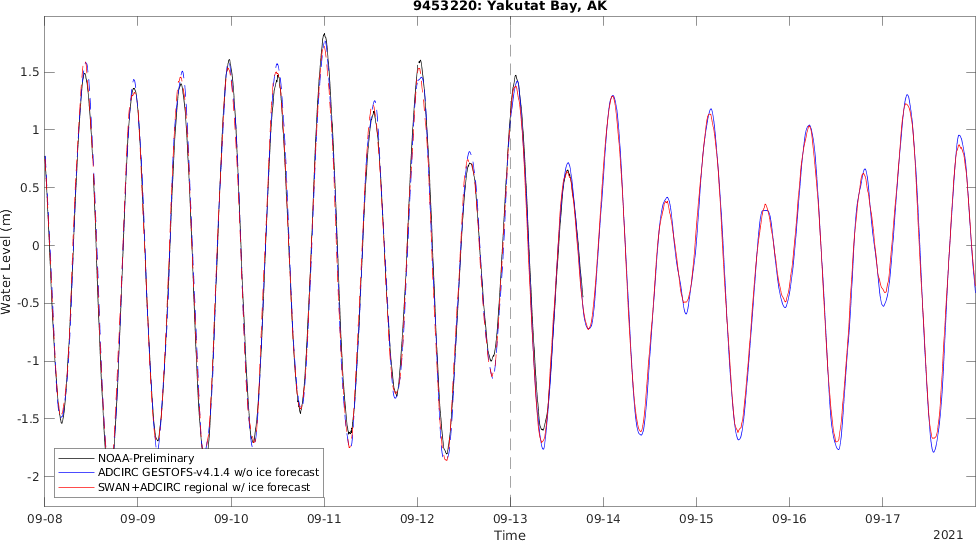 9453220: Yakutat Bay, AK
Water Level (m)
1.5
1
0.5
0
-0.5
-1
-1.5
-2
NOAA-Preliminary
ADCIRC GESTOFS-v4.1.4 w/o ice forecast
SWAN+ADCIRC regional w/ ice forecast
09-08 09-09 09-10 09-11 09-12 09-13 09-14 09-15 09-16 09-17
Time
2021